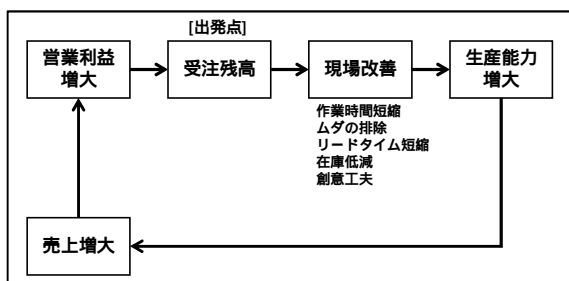 [出発点]
営業利益
増大
受注残高
現場改善
生産能力
増大
作業時間短縮
ムダの排除
リードタイム短縮
在庫低減
創意工夫
売上増大